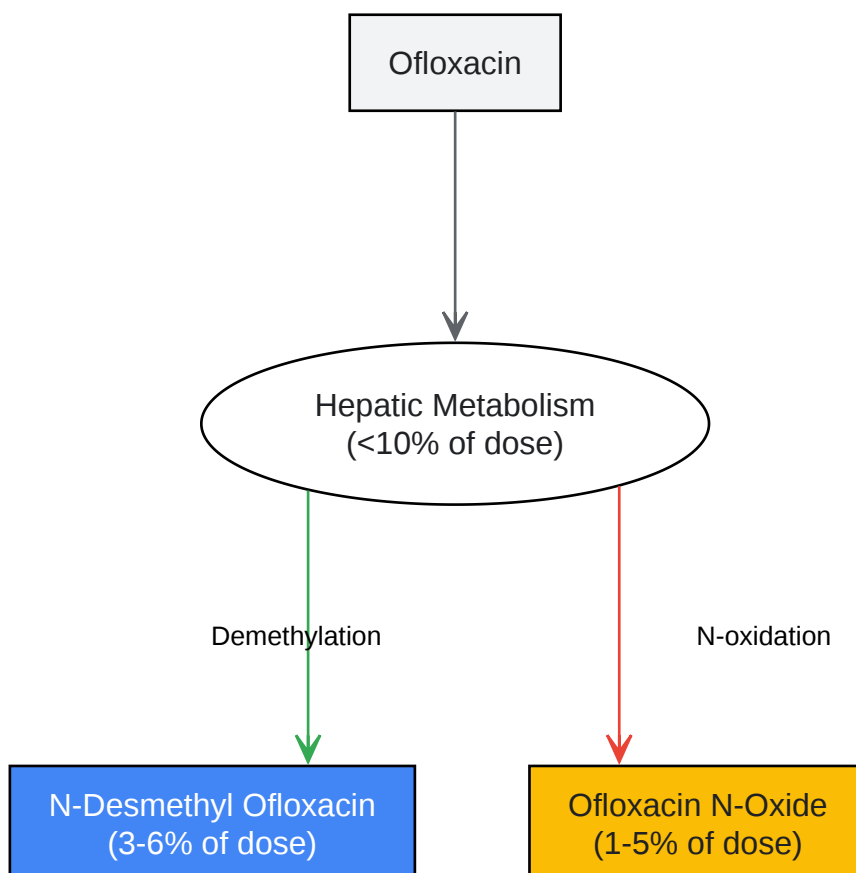 Ofloxacin
Hepatic Metabolism
(<10% of dose)
Demethylation
N-oxidation
N-Desmethyl Ofloxacin
(3-6% of dose)
Ofloxacin N-Oxide
(1-5% of dose)